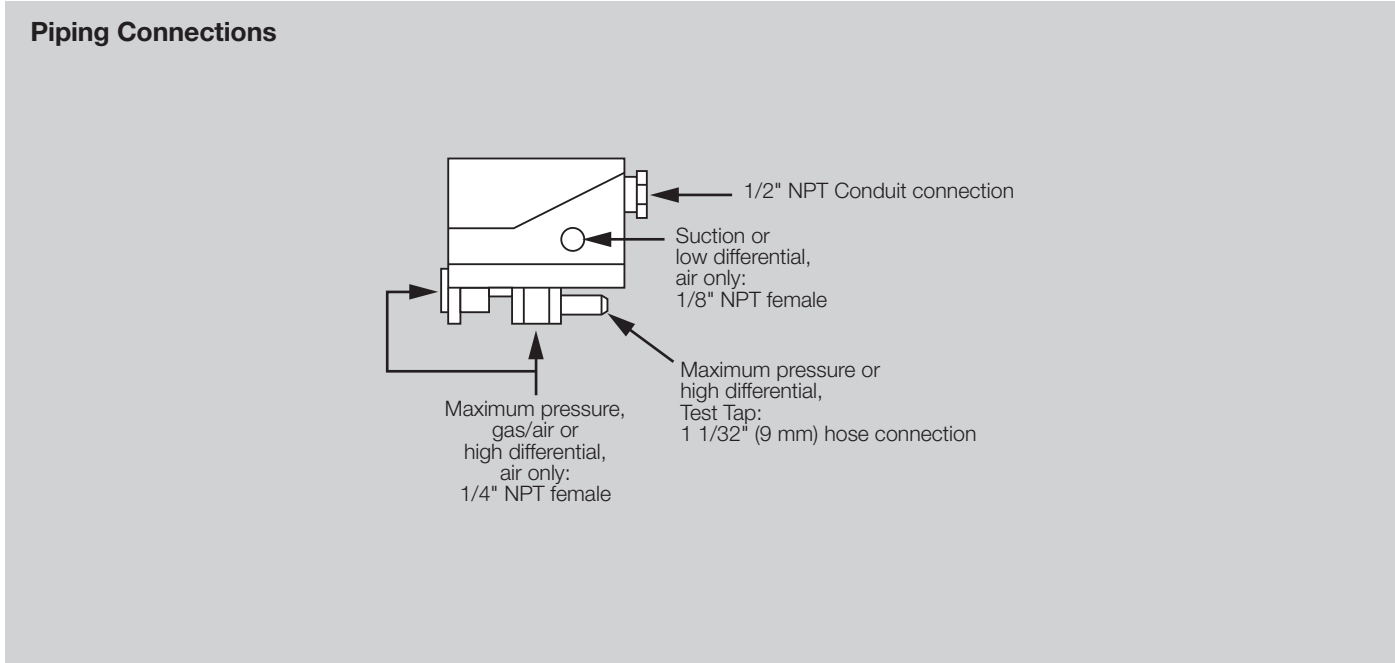 Piping Connections
1/2" NPT Conduit connection
Suction or
low differential,
air only:
1/8" NPT female
Maximum pressure or
high differential,
Test Tap:
1 1/32" (9 mm) hose connection
Maximum pressure,
gas/air or
high differential,
air only:
1/4" NPT female